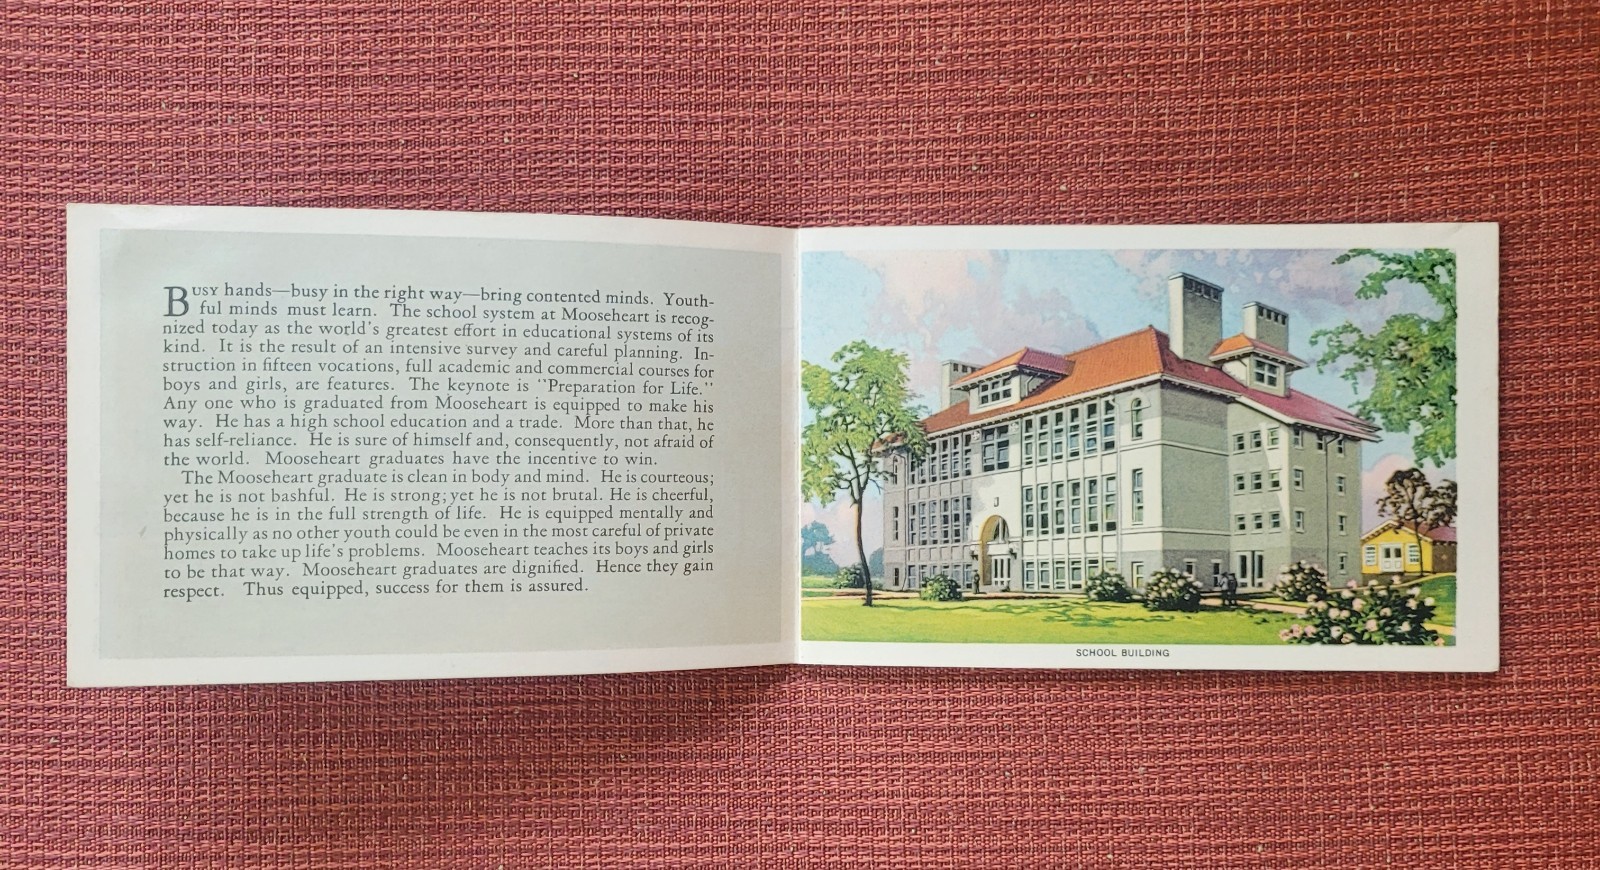 Busy hands—busy in the right way—bring contented minds. Youth-
ful minds must learn. The school system at Mooseheart is recog-
nized today as the world's greatest effort in educational systems of its
kind. It is the result of an intensive survey and careful planning. In-
struction in fifteen vocations, full academic and commercial courses for
boys and girls, are features. The keynote is "Preparation for Life."
Any one who is graduated from Mooseheart is equipped to make his
way. He has a high school education and a trade. More than that, he
has self-reliance. He is sure of himself and, consequently, not afraid of
the world. Mooseheart graduates have the incentive to win.
The Mooseheart graduate is clean in body and mind. He is courteous;
yet he is not bashful. He is strong; yet he is not brutal. He is cheerful,
because he is in the full strength of life. He is equipped mentally and
physically as no other youth could be even in the most careful of private
homes to take up life's problems. Mooseheart teaches its boys and girls
to be that way. Mooseheart graduates are dignified. Hence they gain
respect. Thus equipped, success for them is assured.
SCHOOL BUILDING